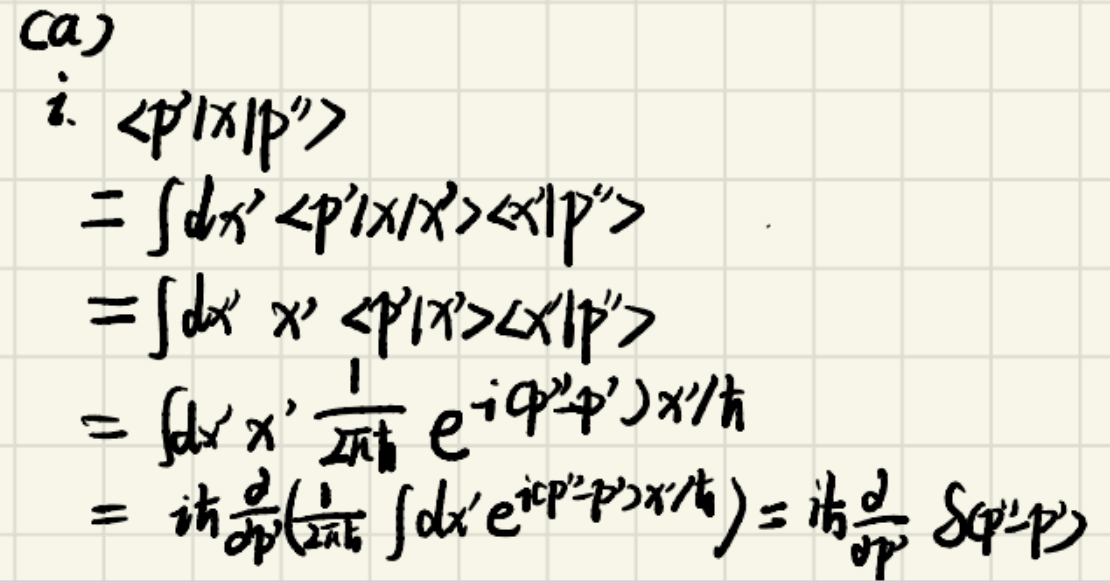 (a)
i. <p'|x|p">
= ∫dx' <p'|x|x'><x'|p">
= ∫dx' x' <p'|x'><x'|p">
= ∫dx' x' 1/(2πħ) e^{-i(p"-p')x'/ħ}
= iħ ∂/∂p' (1/(2πħ) ∫dx' e^{i(p"-p')x'/ħ}) = iħ ∂/∂p' δ(p"-p')